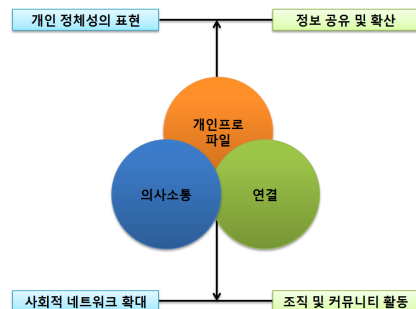 개인 정체성의 표현
정보 공유 및 확산
개인프로
파일
의사소통
연결
사회적 네트워크 확대
조직 및 커뮤니티 활동